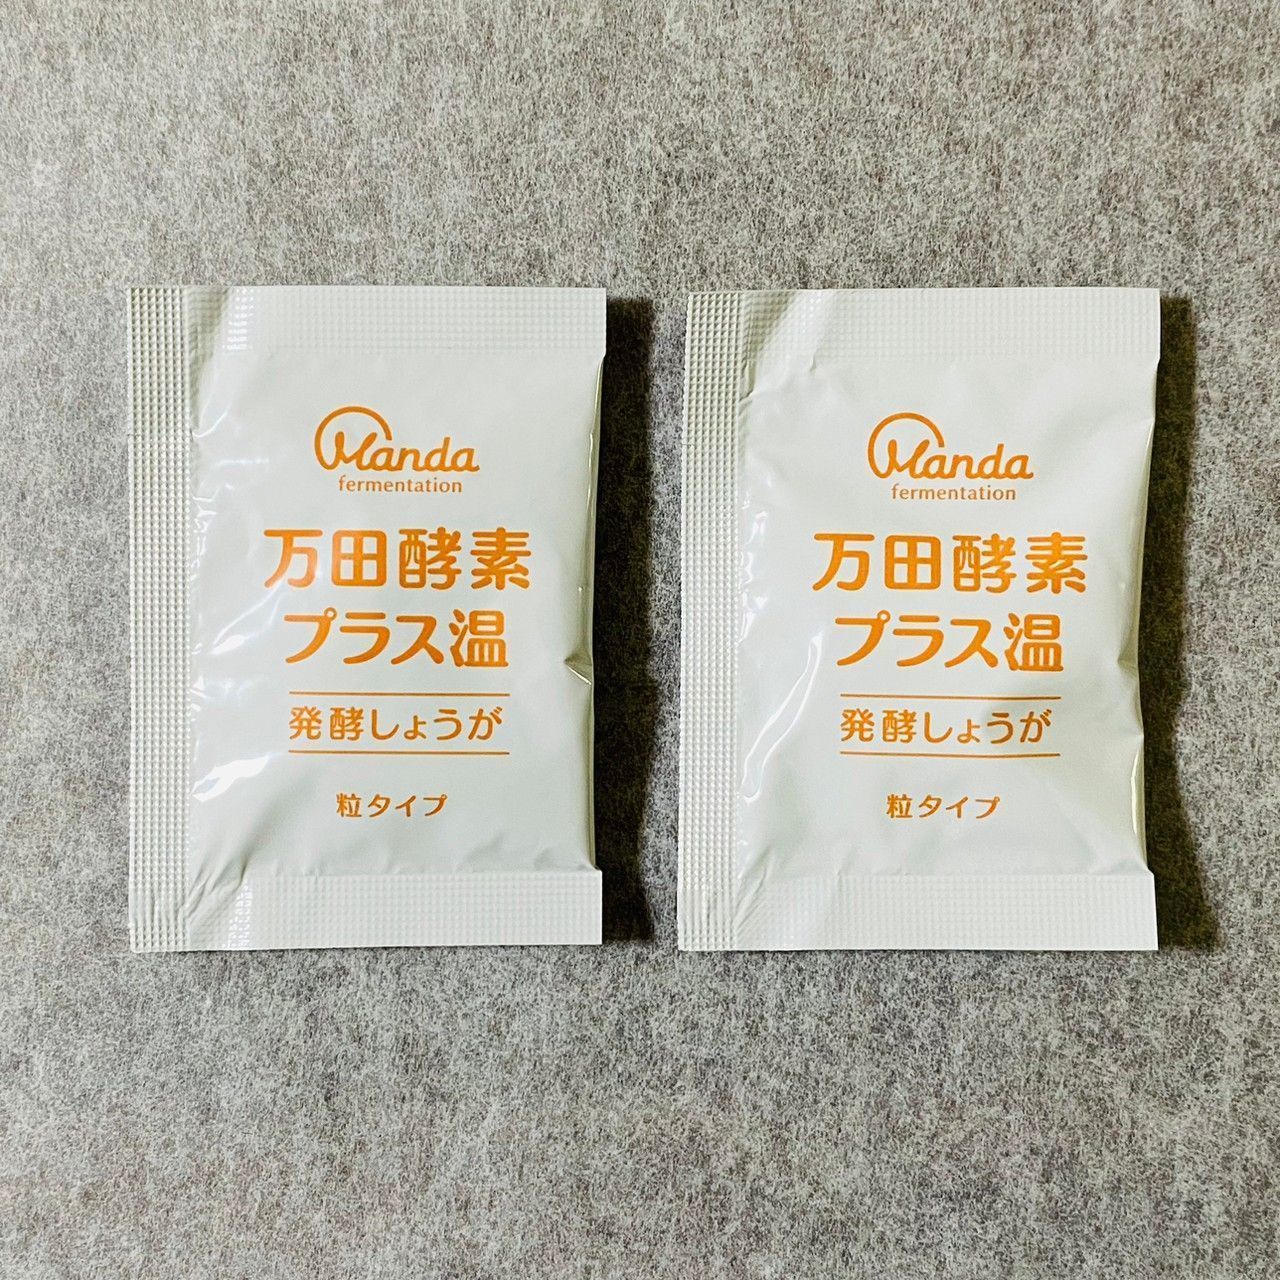 Manda
fermentation
万田酵素
プラス温
発酵しょうが
粒タイプ
Manda
fermentation
万田酵素
プラス温
発酵しょうが
粒タイプ